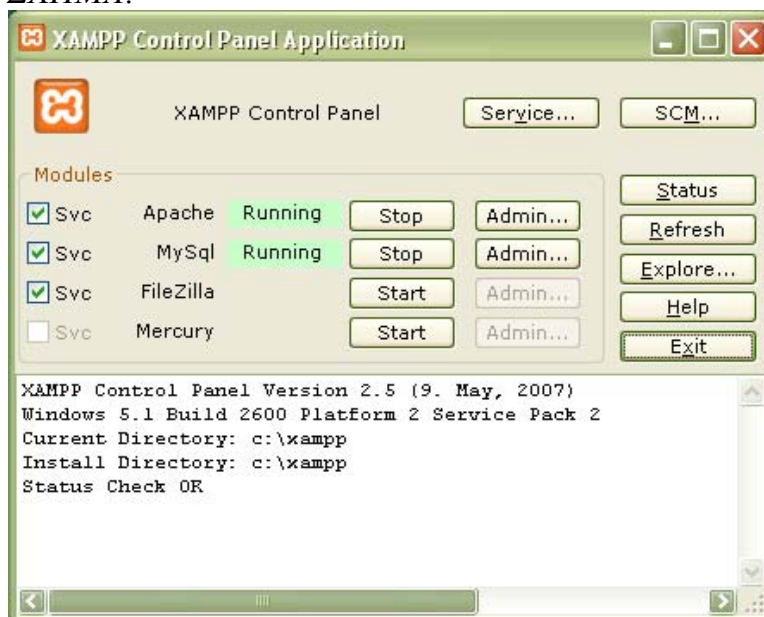 ΣΧΗΜΑ:
XAMPP Control Panel Application
XAMPP Control Panel Service... SCM...
Modules
Status
Svc Apache Running Stop Admin...
Refresh
Svc MySql Running Stop Admin...
Explore...
Svc FileZilla Start Admin...
Help
Svc Mercury Start Admin...
Exit
XAMPP Control Panel Version 2.5 (9. May, 2007)
Windows 5.1 Build 2600 Platform 2 Service Pack 2
Current Directory: c:\xampp
Install Directory: c:\xampp
Status Check OK